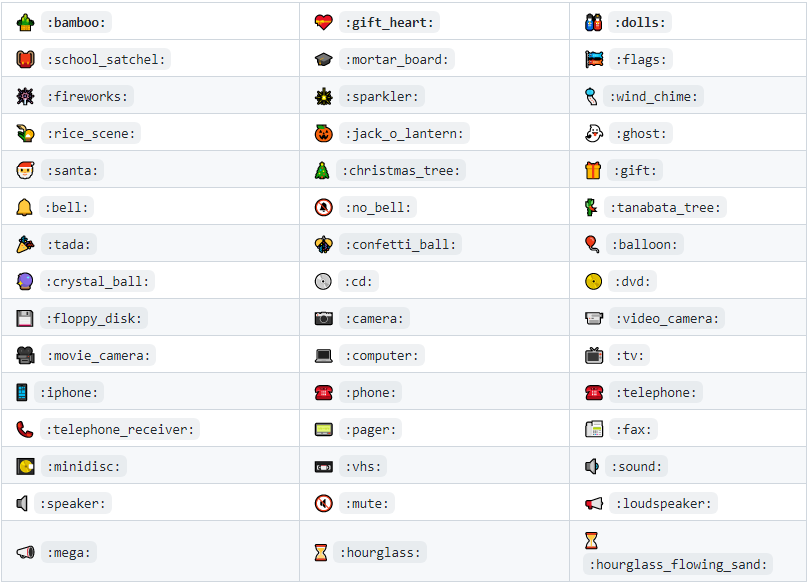 :bamboo: :gift_heart: :dolls:
:school_satchel: :mortar_board: :flags:
:fireworks: :sparkler: :wind_chime:
:rice_scene: :jack_o_lantern: :ghost:
:santa: :christmas_tree: :gift:
:bell: :no_bell: :tanabata_tree:
:tada: :confetti_ball: :balloon:
:crystal_ball: :cd: :dvd:
:floppy_disk: :camera: :video_camera:
:movie_camera: :computer: :tv:
:iphone: :phone: :telephone:
:telephone_receiver: :pager: :fax:
:minidisc: :vhs: :sound:
:speaker: :mute: :loudspeaker:
:mega: :hourglass: :hourglass_flowing_sand: